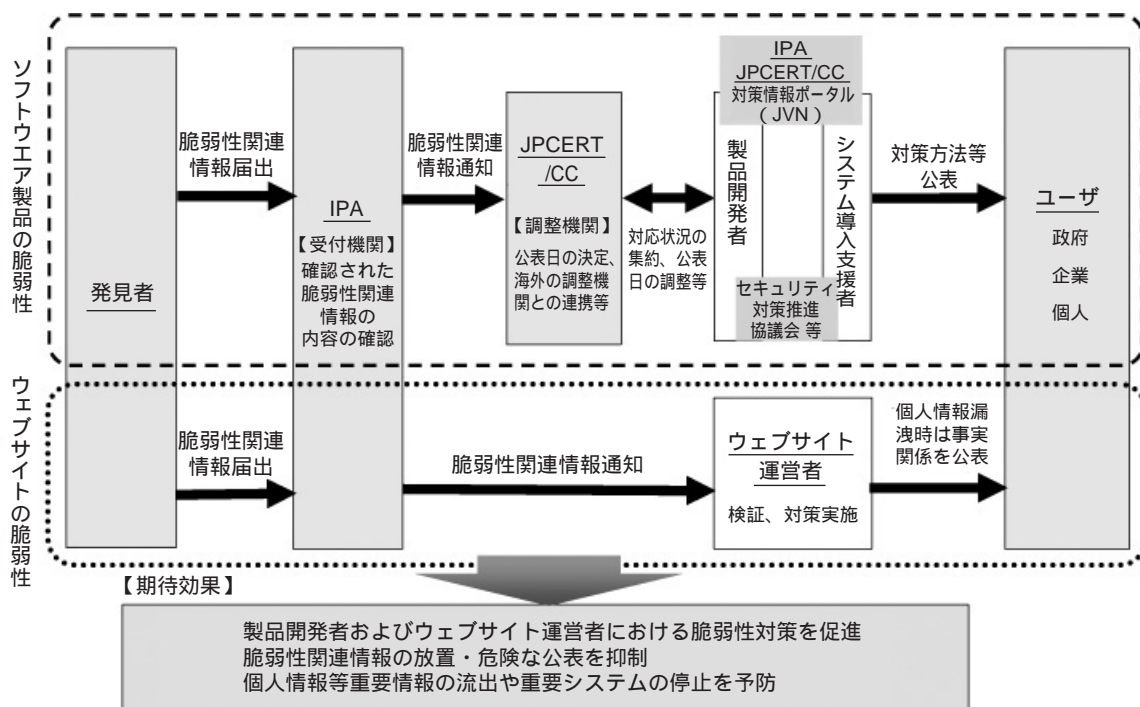 ソフトウエア製品の脆弱性
発見者
脆弱性関連
情報届出
IPA
【受付機関】
確認された
脆弱性関連
情報の
内容の確認
脆弱性関連
情報通知
JPCERT
/CC
【調整機関】
公表日の決定、
海外の調整機
関との連携等
対応状況の
集約、公表
日の調整等
IPA
JPCERT/CC
対策情報ポータル
(JVN)
製品開発者
システム導入支援者
セキュリティ
対策推進
協議会 等
対策方法等
公表
ユーザ
政府
企業
個人
ウェブサイトの脆弱性
脆弱性関連
情報届出
脆弱性関連情報通知
ウェブサイト
運営者
検証、対策実施
個人情報漏
洩時は事実
関係を公表
【期待効果】
製品開発者およびウェブサイト運営者における脆弱性対策を促進
脆弱性関連情報の放置・危険な公表を抑制
個人情報等重要情報の流出や重要システムの停止を予防